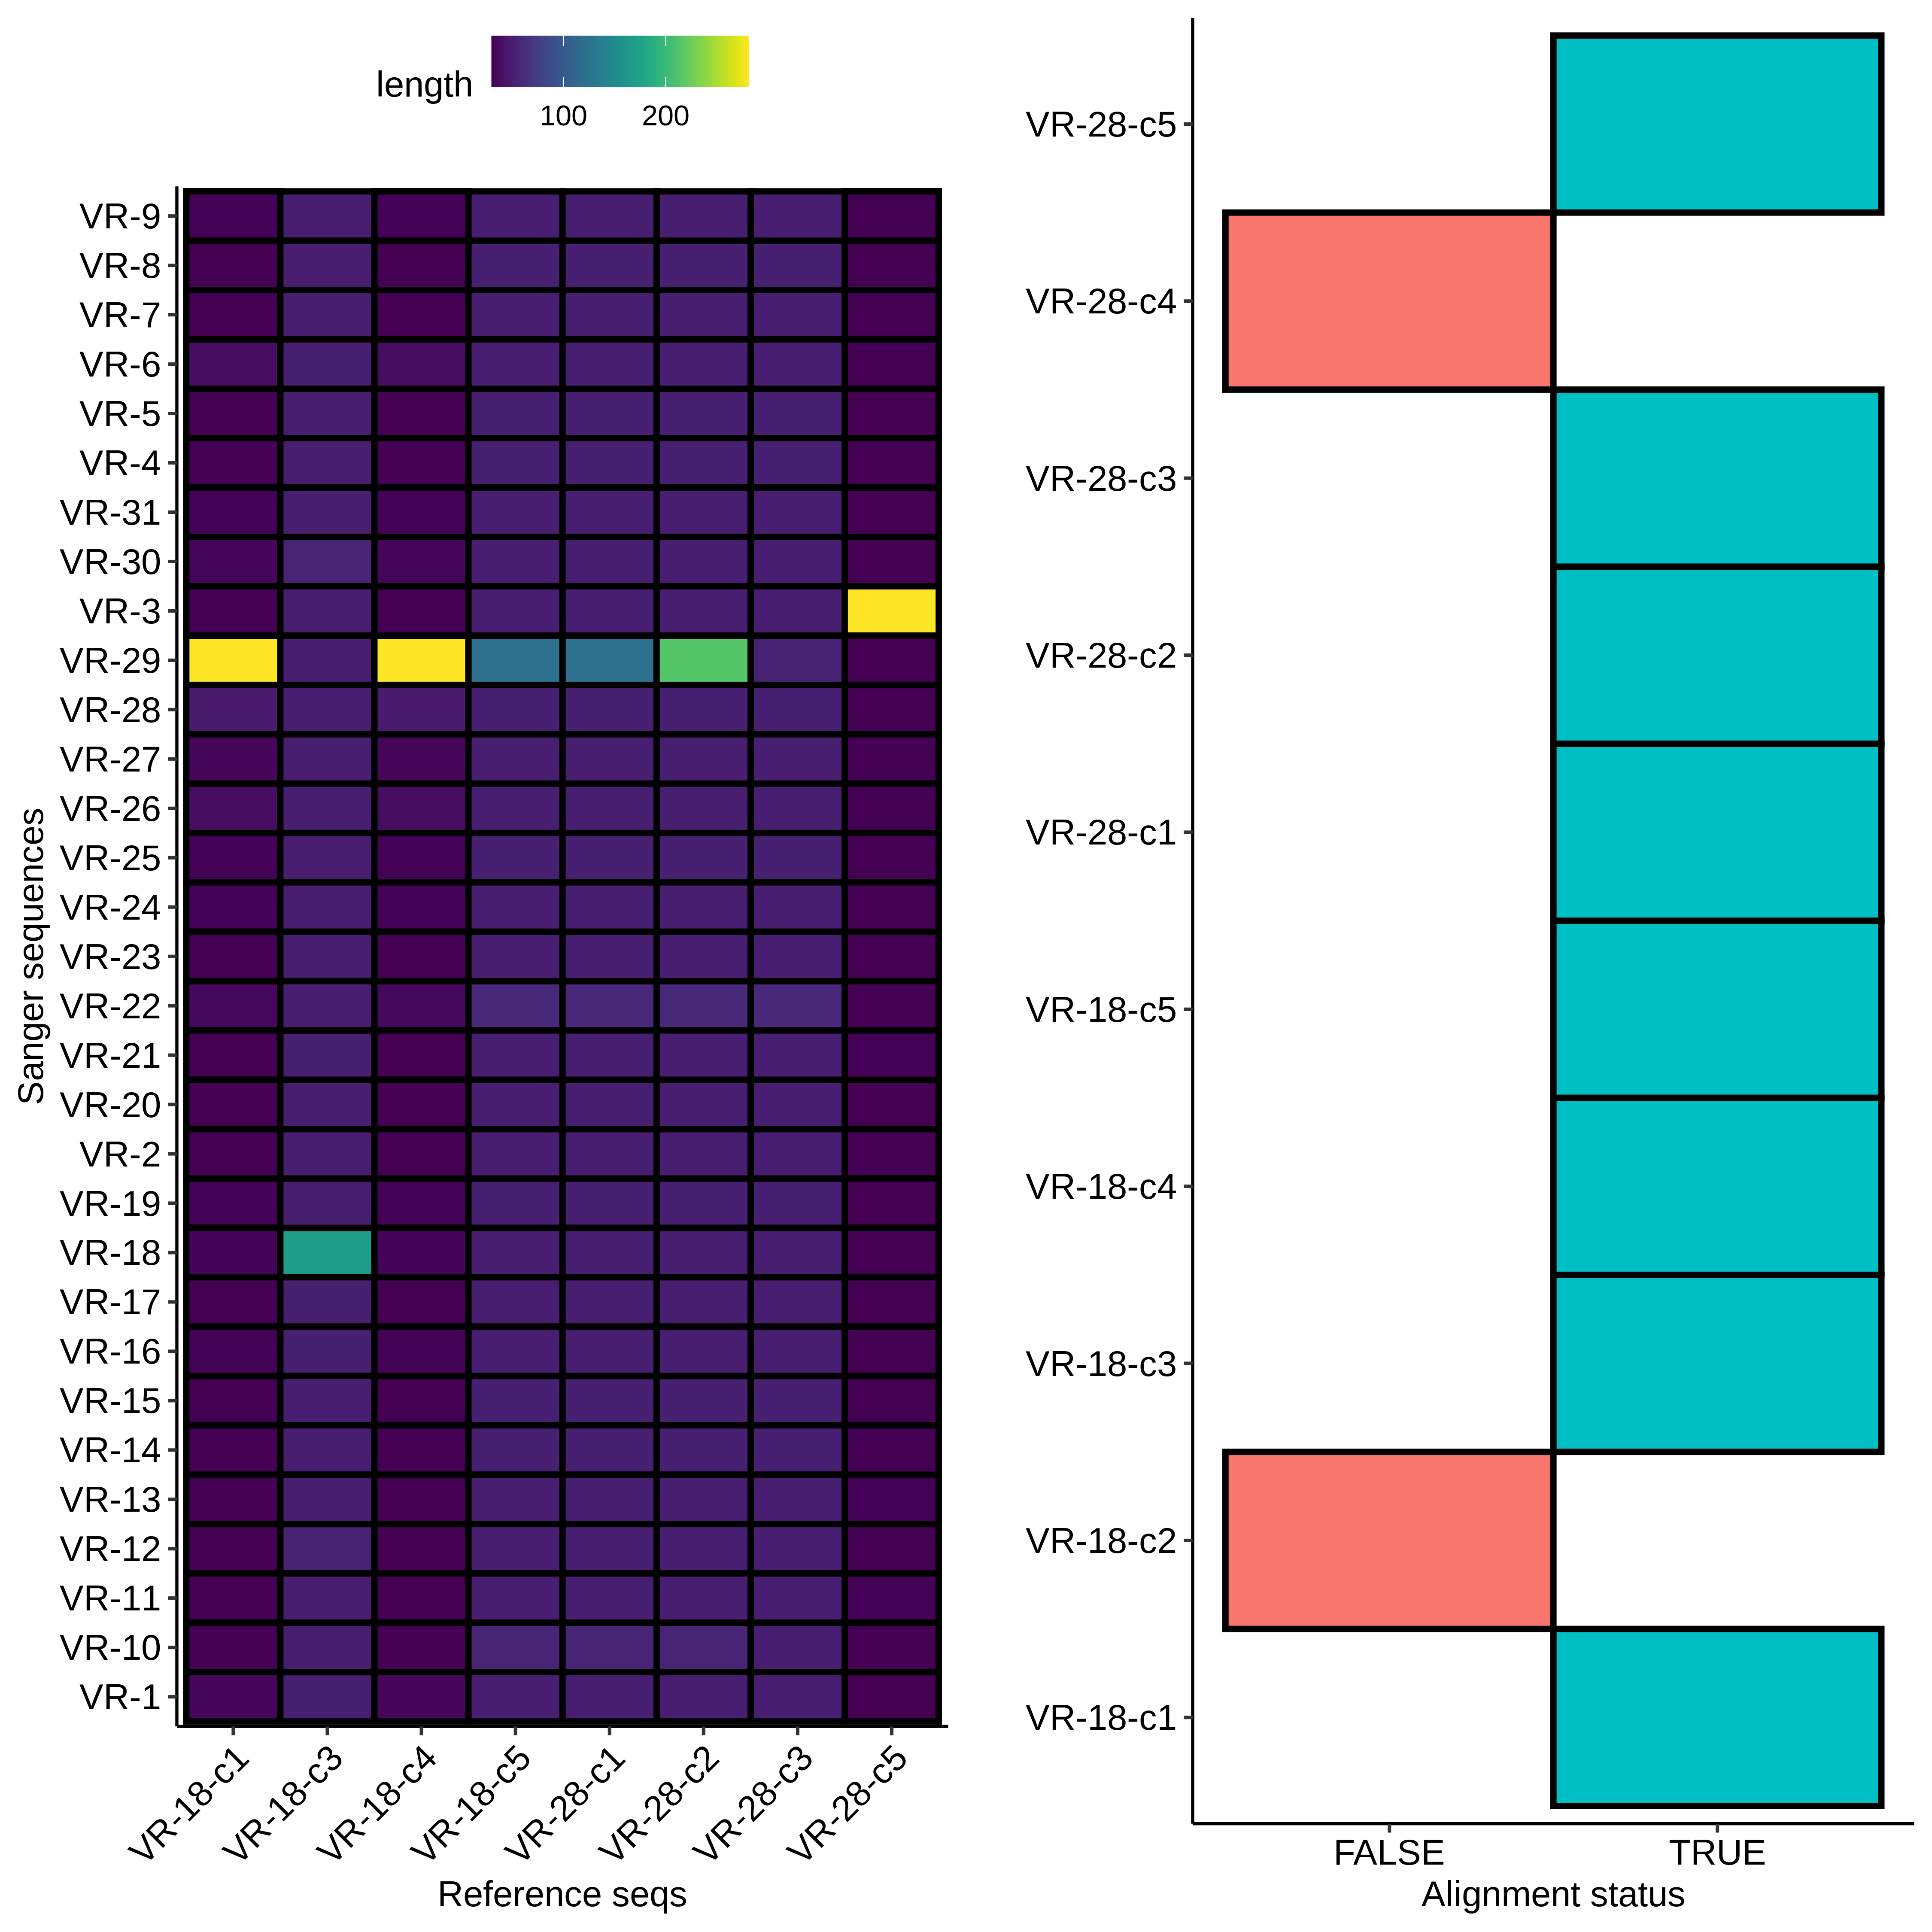 length
100 200
Sanger sequences
VR-9
VR-8
VR-7
VR-6
VR-5
VR-4
VR-31
VR-30
VR-3
VR-29
VR-28
VR-27
VR-26
VR-25
VR-24
VR-23
VR-22
VR-21
VR-20
VR-2
VR-19
VR-18
VR-17
VR-16
VR-15
VR-14
VR-13
VR-12
VR-11
VR-10
VR-1
VR-18-c1
VR-18-c3
VR-18-c4
VR-18-c5
VR-28-c1
VR-28-c2
VR-28-c3
VR-28-c5
Reference seqs
VR-28-c5
VR-28-c4
VR-28-c3
VR-28-c2
VR-28-c1
VR-18-c5
VR-18-c4
VR-18-c3
VR-18-c2
VR-18-c1
FALSE TRUE
Alignment status